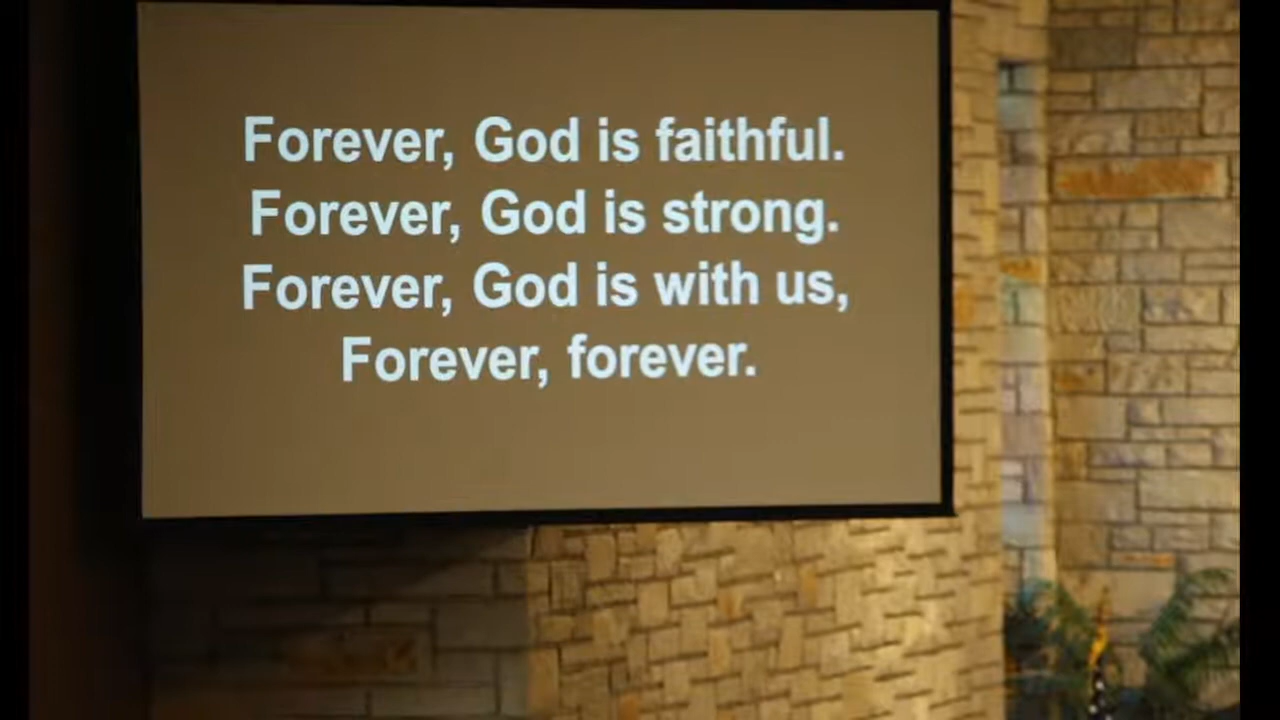 Forever, God is faithful.
Forever, God is strong.
Forever, God is with us,
Forever, forever.